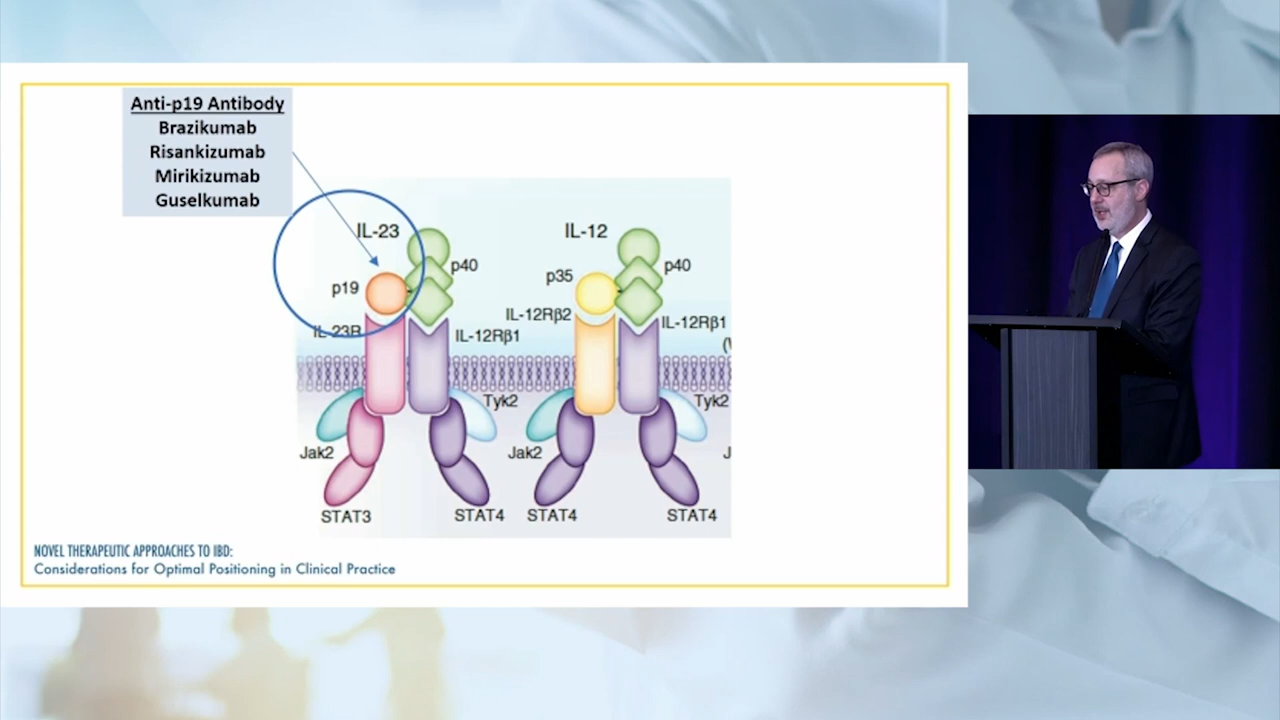 Anti-p19 Antibody
Brazikumab
Risankizumab
Mirikizumab
Guselkumab
IL-23
p40
p19
IL-23R
IL-12Rβ1
Tyk2
Jak2
STAT3
STAT4
IL-12
p35
p40
IL-12Rβ2
IL-12Rβ1
Tyk2
Jak2
STAT4
STAT4
NOVEL THERAPEUTIC APPROACHES TO IBD:
Considerations for Optimal Positioning in Clinical Practice